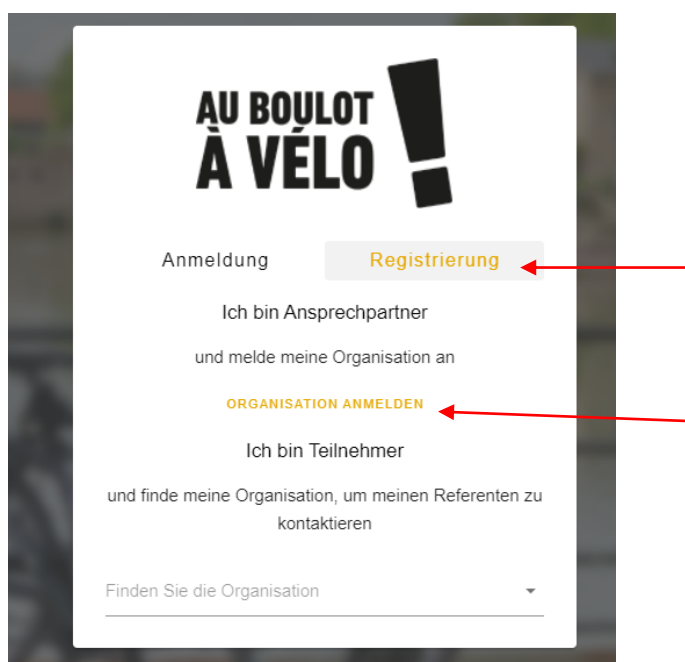 AU BOULOT
À VÉLO
!
Anmeldung Registrierung
Ich bin Ansprechpartner
und melde meine Organisation an
ORGANISATION ANMELDEN
Ich bin Teilnehmer
und finde meine Organisation, um meinen Referenten zu
kontaktieren
Finden Sie die Organisation